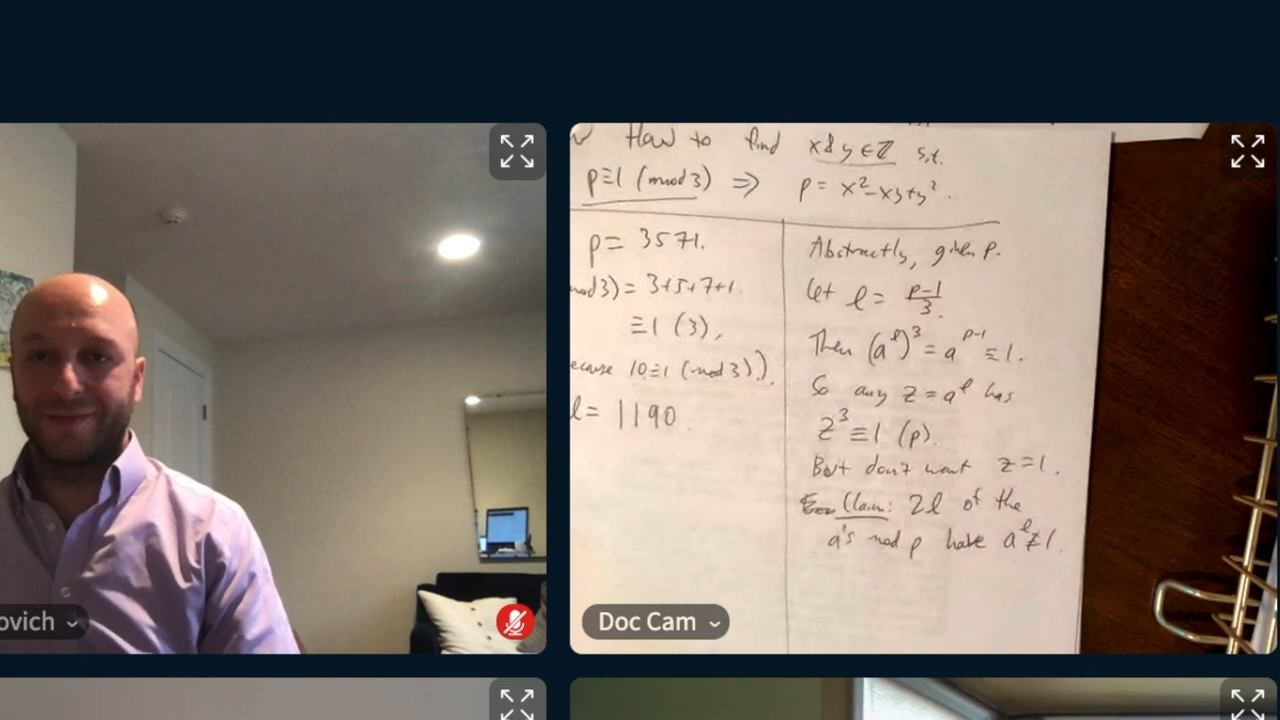 How to find x & y ∈ ℤ s.t.
p≡1 (mod 3) ⇒ p = x²-xy+y².
p = 3571.
mod 3) = 3+5+7+1.
≡1 (3),
ecause 10≡1 (mod 3).).
l = 1190.
Abstractly, given p.
Let l = (p-1)/3.
Then (a^l)³ = a^(p-1) ≡ 1.
So any z = a^l has
z³ ≡ 1 (p).
But don't want z=1.
Claim: 2l of the
a's mod p have a^l ≢ 1.
ovich
Doc Cam